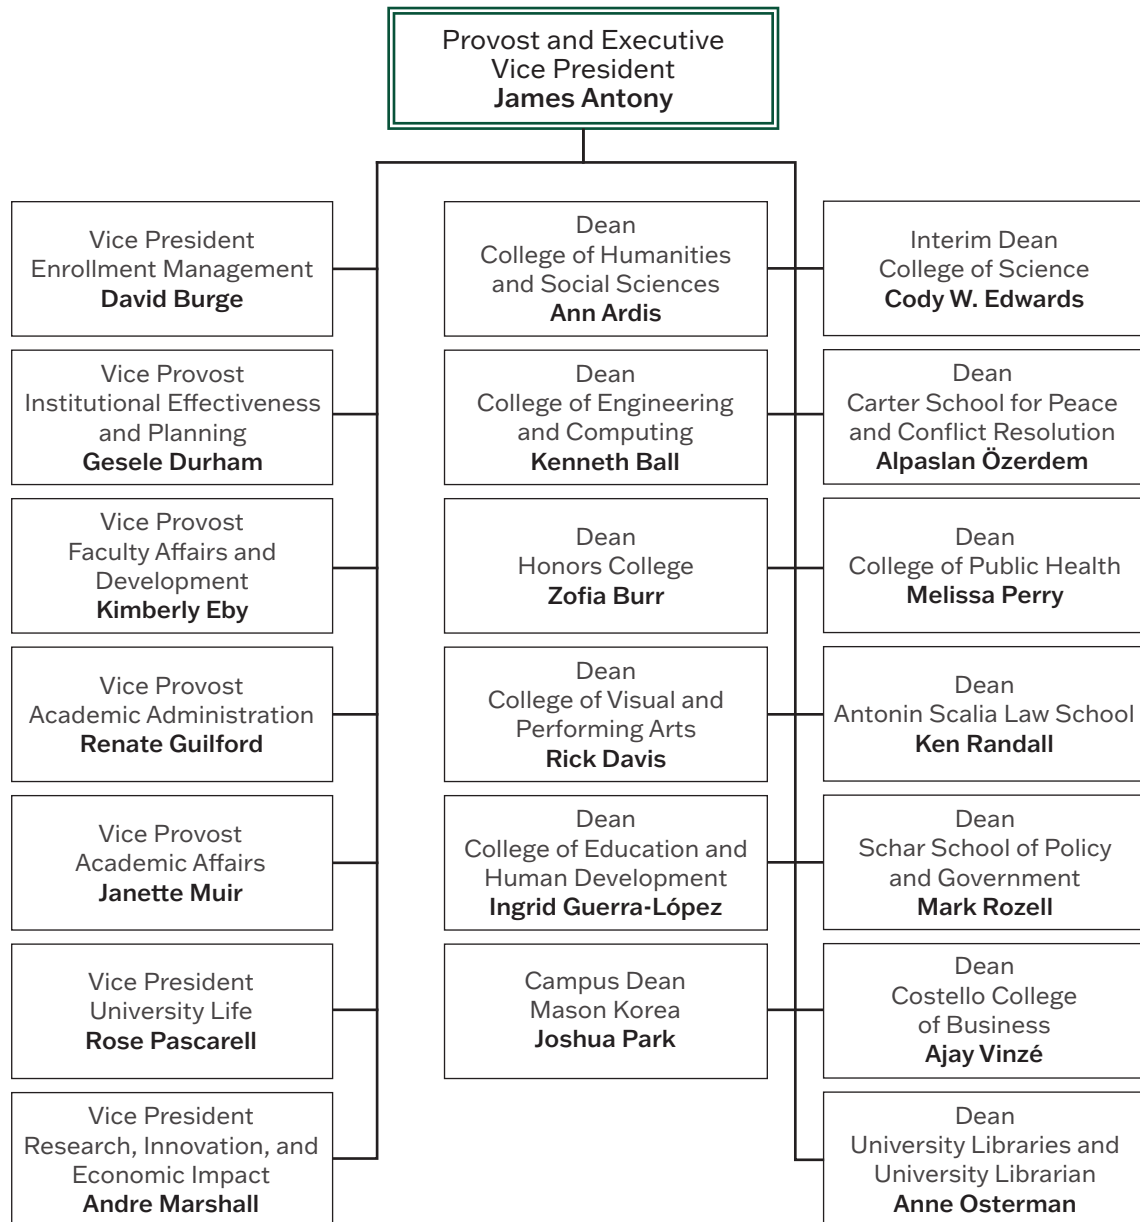 Provost and Executive
Vice President
James Antony
Vice President
Enrollment Management
David Burge
Vice Provost
Institutional Effectiveness
and Planning
Gesele Durham
Vice Provost
Faculty Affairs and
Development
Kimberly Eby
Vice Provost
Academic Administration
Renate Guilford
Vice Provost
Academic Affairs
Janette Muir
Vice President
University Life
Rose Pascarell
Vice President
Research, Innovation, and
Economic Impact
Andre Marshall
Dean
College of Humanities
and Social Sciences
Ann Ardis
Dean
College of Engineering
and Computing
Kenneth Ball
Dean
Honors College
Zofia Burr
Dean
College of Visual and
Performing Arts
Rick Davis
Dean
College of Education and
Human Development
Ingrid Guerra-López
Campus Dean
Mason Korea
Joshua Park
Interim Dean
College of Science
Cody W. Edwards
Dean
Carter School for Peace
and Conflict Resolution
Alpaslan Özerdem
Dean
College of Public Health
Melissa Perry
Dean
Antonin Scalia Law School
Ken Randall
Dean
Schar School of Policy
and Government
Mark Rozell
Dean
Costello College
of Business
Ajay Vinzé
Dean
University Libraries and
University Librarian
Anne Osterman